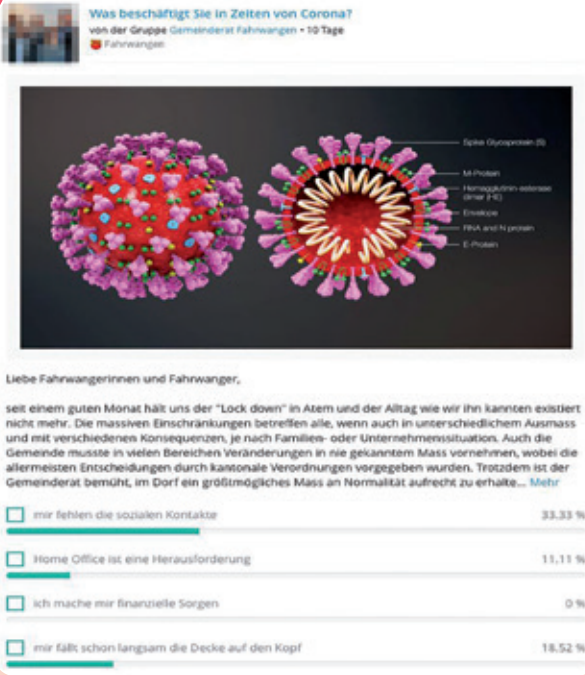 Was beschäftigt Sie in Zeiten von Corona?
von der Gruppe Gemeinderat Fahrwangen • 10 Tage
Fahrwangen
Spike Glycoprotein (S)
M-Protein
Hemagglutinin-esterase
dimer (HE)
Envelope
RNA and N protein
E-Protein
Liebe Fahrwangerinnen und Fahrwanger,
seit einem guten Monat hält uns der "Lock down" in Atem und der Alltag wie wir ihn kannten existiert
nicht mehr. Die massiven Einschränkungen betreffen alle, wenn auch in unterschiedlichem Ausmass
und mit verschiedenen Konsequenzen, je nach Familien- oder Unternehmenssituation. Auch die
Gemeinde musste in vielen Bereichen Veränderungen in nie gekanntem Mass vornehmen, wobei die
allermeisten Entscheidungen durch kantonale Verordnungen vorgegeben wurden. Trotzdem ist der
Gemeinderat bemüht, im Dorf ein größtmögliches Mass an Normalität aufrecht zu erhalte... Mehr
mir fehlen die sozialen Kontakte 33.33 %
Home Office ist eine Herausforderung 11.11 %
ich mache mir finanzielle Sorgen 0 %
mir fällt schon langsam die Decke auf den Kopf 18.52 %